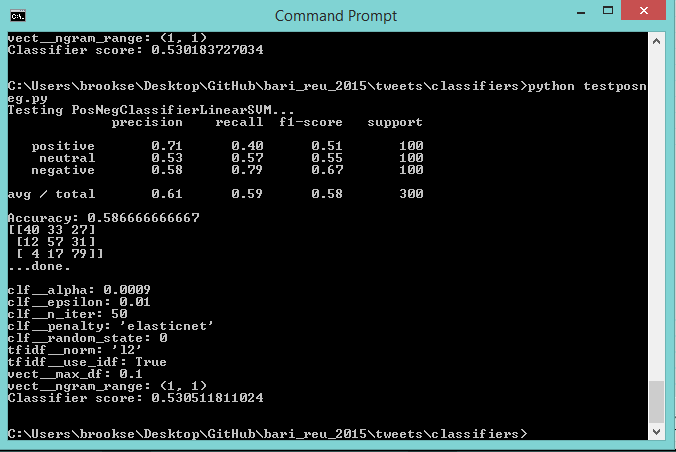 Command Prompt
vect__ngram_range: (1, 1)
Classifier score: 0.530183727034
C:\Users\brookse\Desktop\GitHub\bari_reu_2015\tweets\classifiers>python testposn
eg.py
Testing PosNegClassifierLinearSVM...
precision recall f1-score support
positive 0.71 0.40 0.51 100
neutral 0.53 0.57 0.55 100
negative 0.58 0.79 0.67 100
avg / total 0.61 0.59 0.58 300
Accuracy: 0.586666666667
[[40 33 27]
[12 57 31]
[ 4 17 79]]
...done.
clf__alpha: 0.0009
clf__epsilon: 0.01
clf__n_iter: 50
clf__penalty: 'elasticnet'
clf__random_state: 0
tfidf__norm: 'l2'
tfidf__use_idf: True
vect__max_df: 0.1
vect__ngram_range: (1, 1)
Classifier score: 0.530511811024
C:\Users\brookse\Desktop\GitHub\bari_reu_2015\tweets\classifiers>